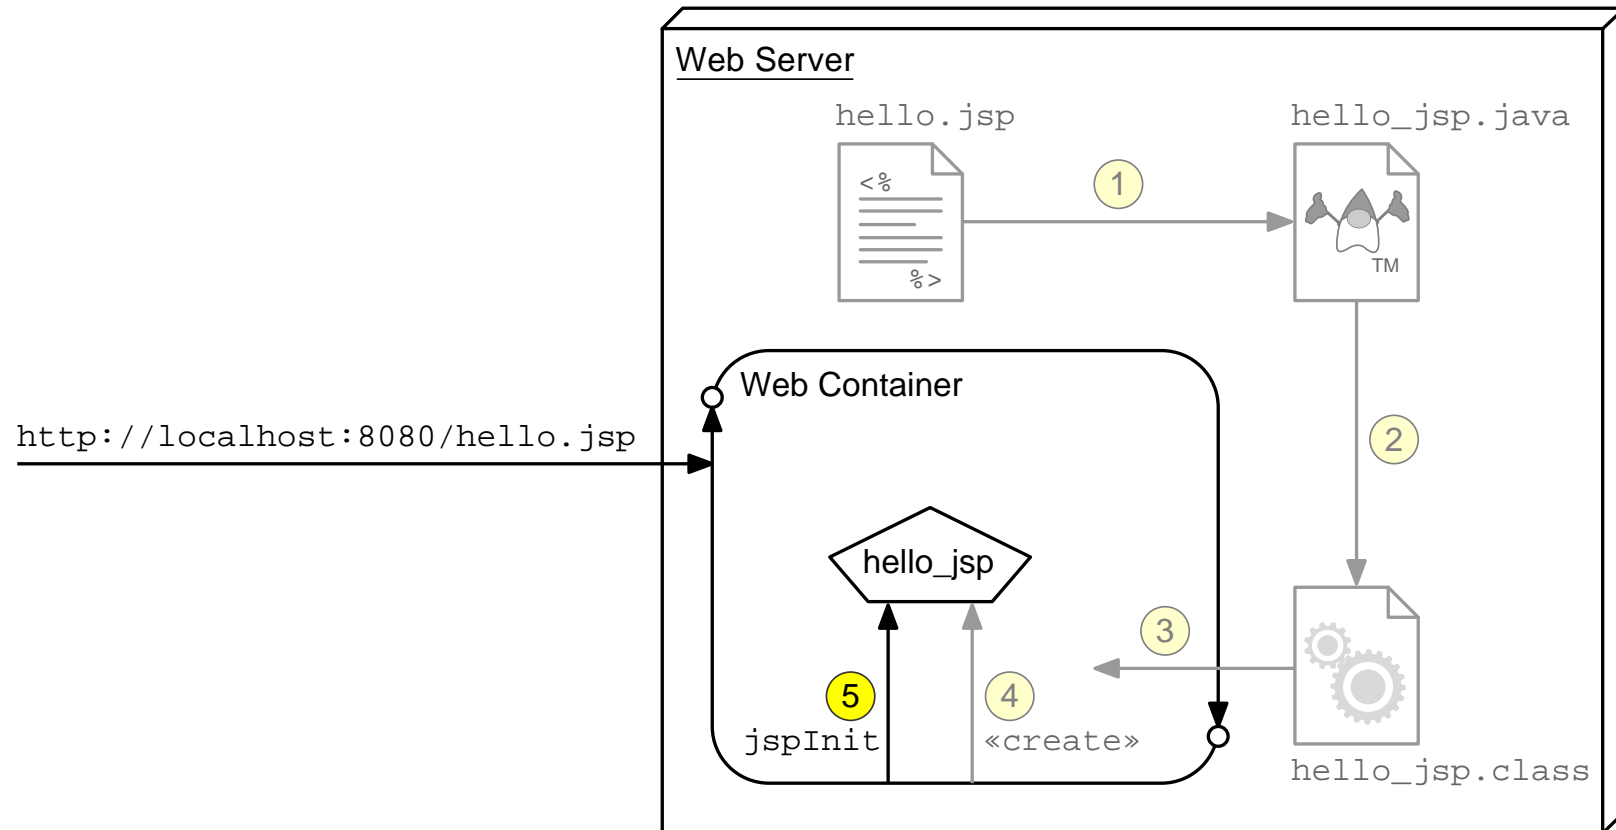 Web Server
hello.jsp
hello_jsp.java
<%
%>
1
TM
Web Container
http://localhost:8080/hello.jsp
2
hello_jsp
3
5
4
jspInit
«create»
hello_jsp.class